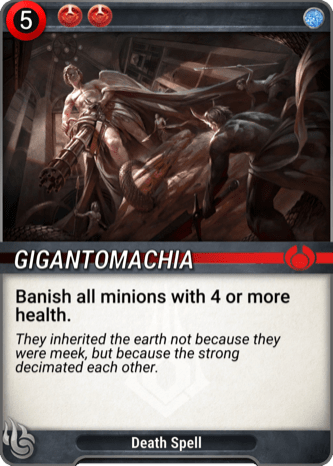 5
GIGANTOMACHIA
Banish all minions with 4 or more
health.
They inherited the earth not because they
were meek, but because the strong
decimated each other.
Death Spell